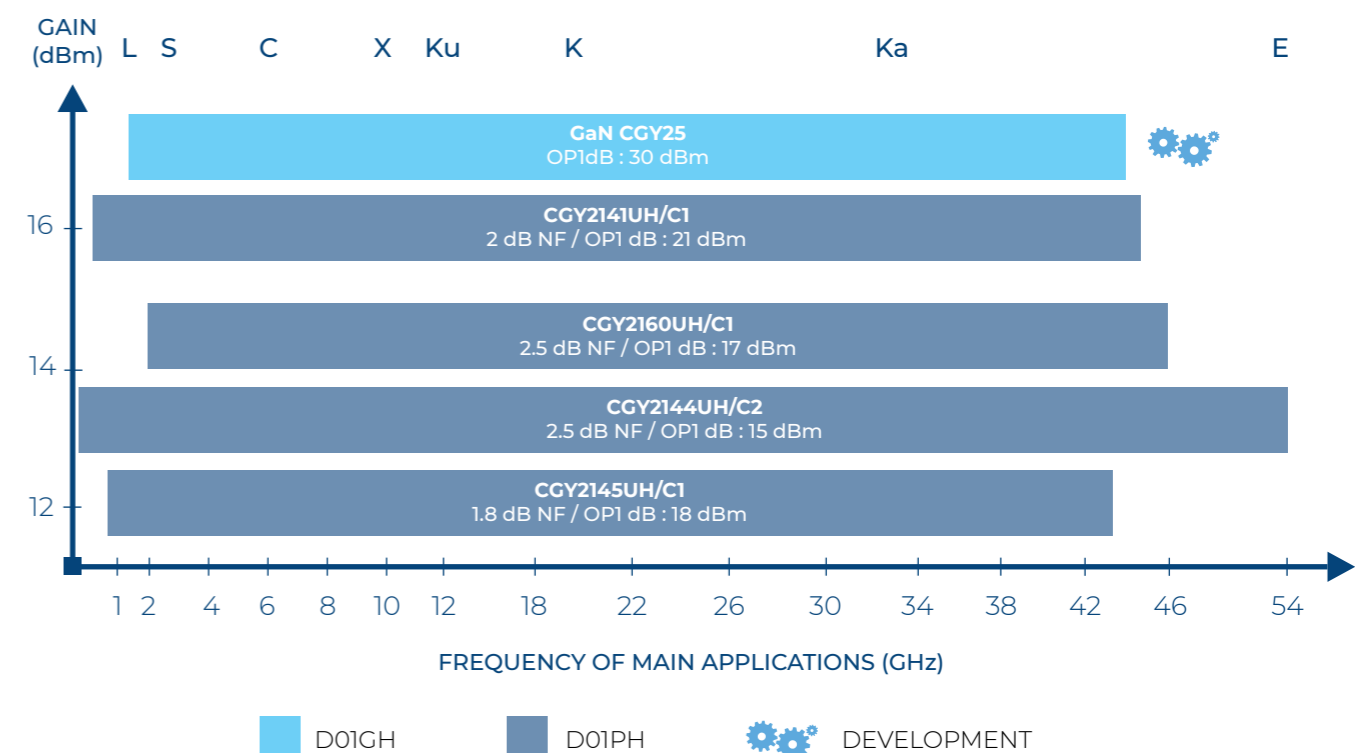 GAIN
(dBm)
L S C X Ku K Ka E
GaN CGY25
OP1dB : 30 dBm
16
CGY2141UH/C1
2 dB NF / OP1 dB : 21 dBm
CGY2160UH/C1
2.5 dB NF / OP1 dB : 17 dBm
14
CGY2144UH/C2
2.5 dB NF / OP1 dB : 15 dBm
12
CGY2145UH/C1
1.8 dB NF / OP1 dB : 18 dBm
1 2 4 6 8 10 12 18 22 26 30 34 38 42 46 54
FREQUENCY OF MAIN APPLICATIONS (GHz)
D01GH D01PH DEVELOPMENT